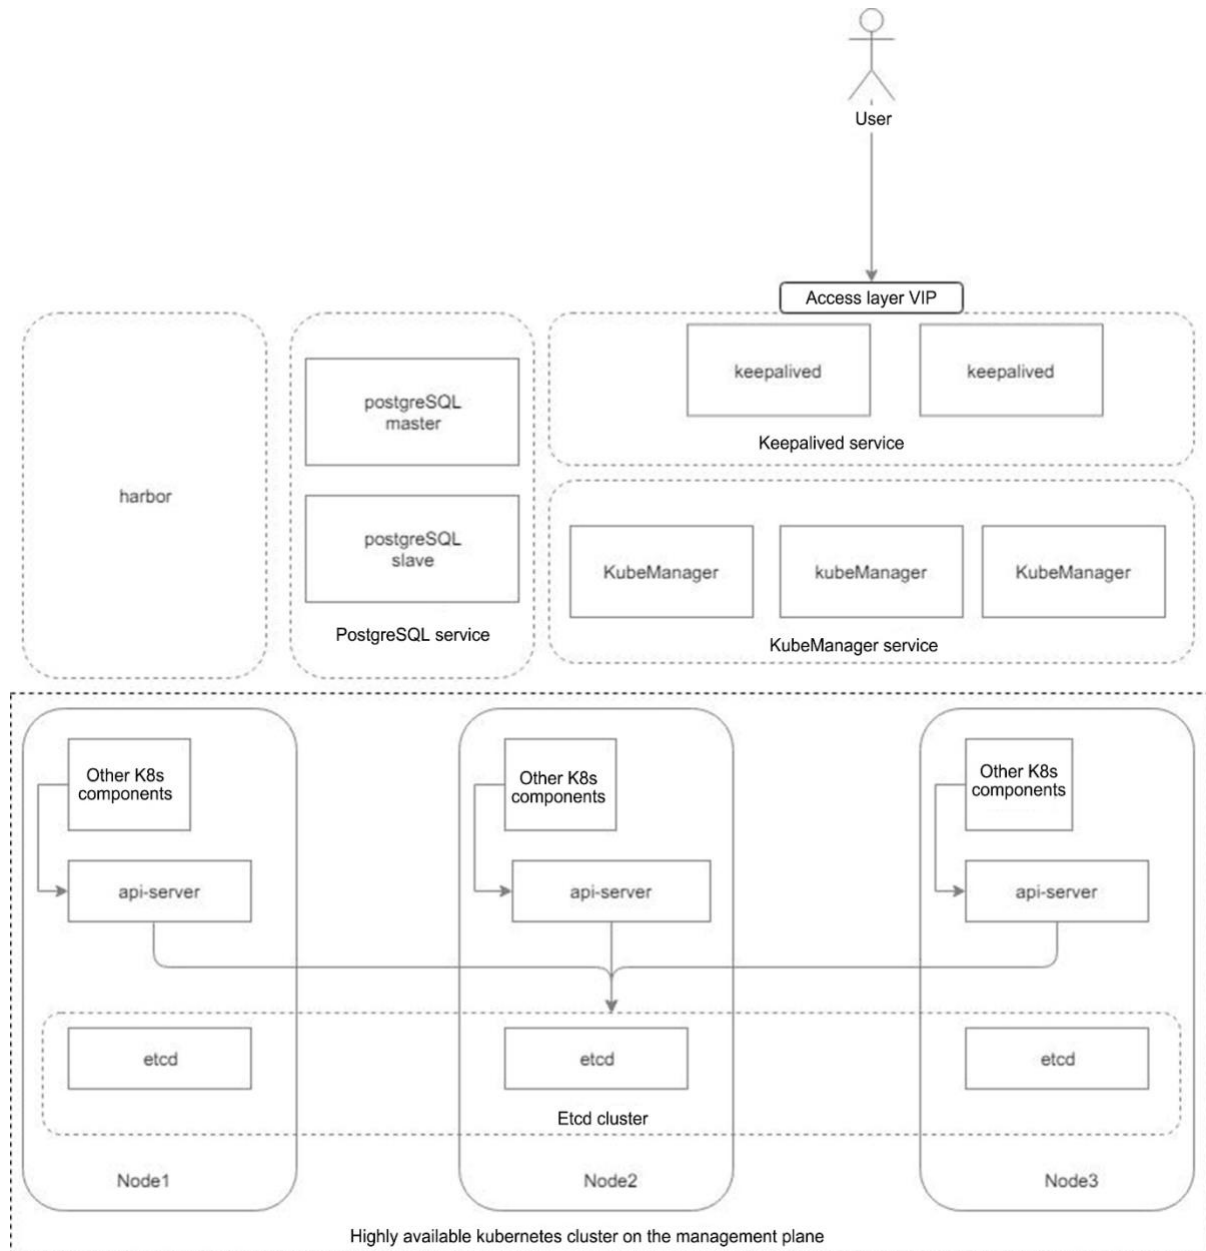 User
Access layer VIP
harbor
postgreSQL
master
postgreSQL
slave
PostgreSQL service
keepalived
keepalived
Keepalived service
KubeManager
kubeManager
KubeManager
KubeManager service
Other K8s
components
Other K8s
components
Other K8s
components
api-server
api-server
api-server
etcd
etcd
etcd
Etcd cluster
Node1
Node2
Node3
Highly available kubernetes cluster on the management plane